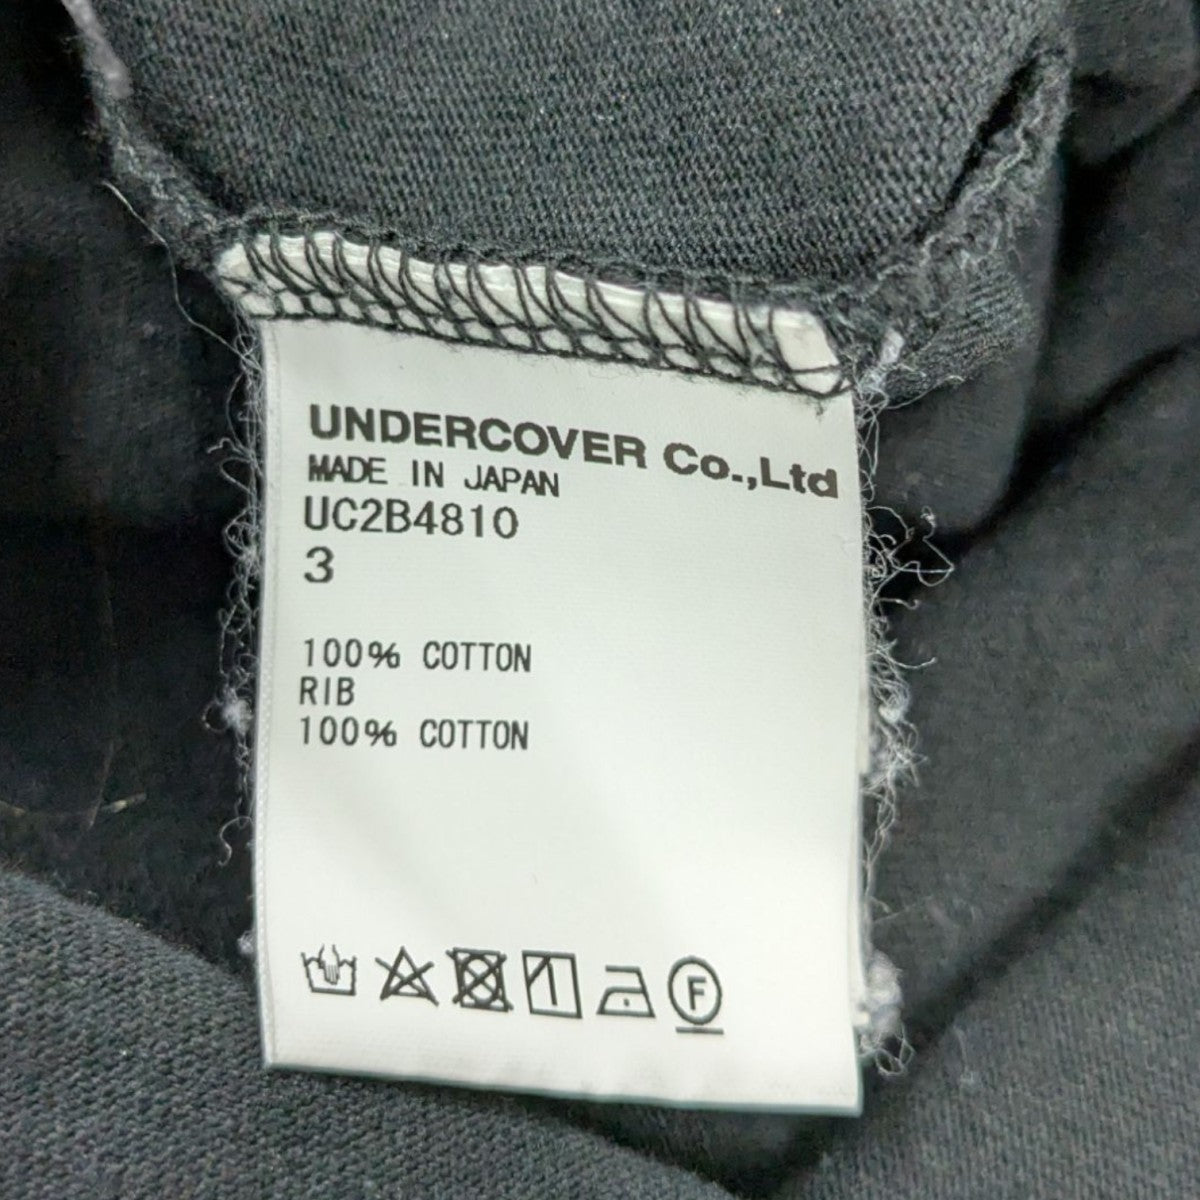 UNDERCOVER Co.,Ltd
MADE IN JAPAN
UC2B4810
3
100% COTTON
RIB
100% COTTON
F